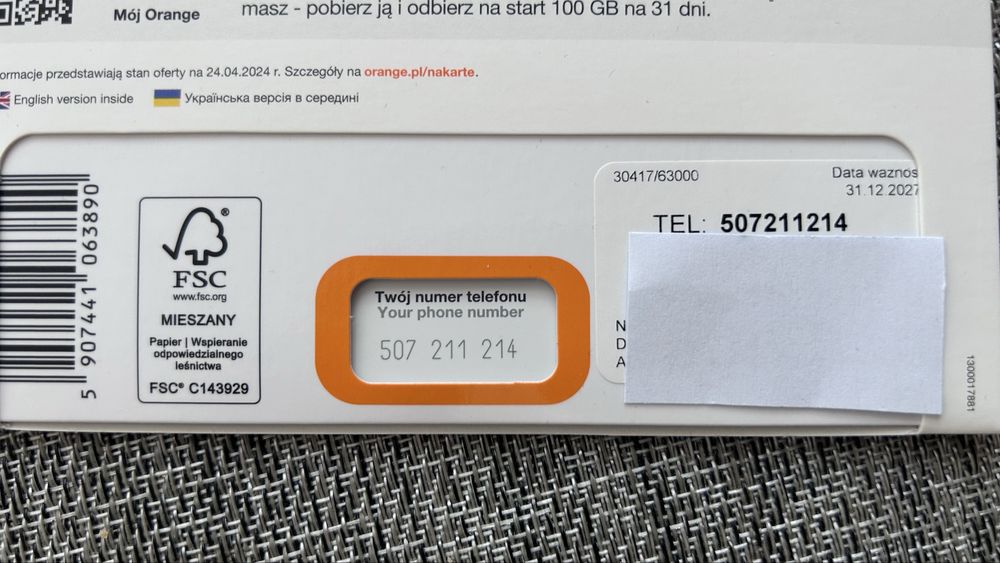 Mój Orange
masz - pobierz ją i odbierz na start 100 GB na 31 dni.
ormacje przedstawiają stan oferty na 24.04.2024 r. Szczegóły na orange.pl/nakarte.
English version inside
Українська версія в середині
5 907441 063890
FSC®
www.fsc.org
MIESZANY
Papier | Wspieranie
odpowiedzialnego
leśnictwa
FSC® C143929
Twój numer telefonu
Your phone number
507 211 214
30417/63000
Data waznos
31.12.2027
TEL: 507211214
N
D
A
1300017881